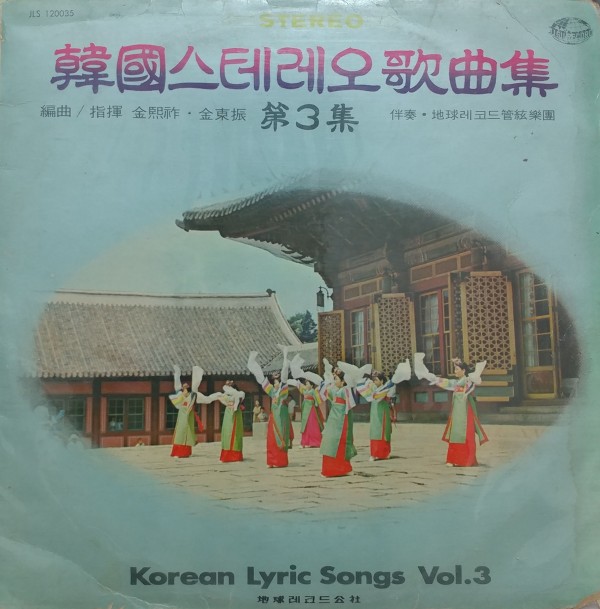 JLS 120035
STEREO
韓國스테레오歌曲集
編曲/指揮 金熙祚・金東振 第3集 伴奏・地球레코드管絃樂團
Korean Lyric Songs Vol.3
地球레코드公社